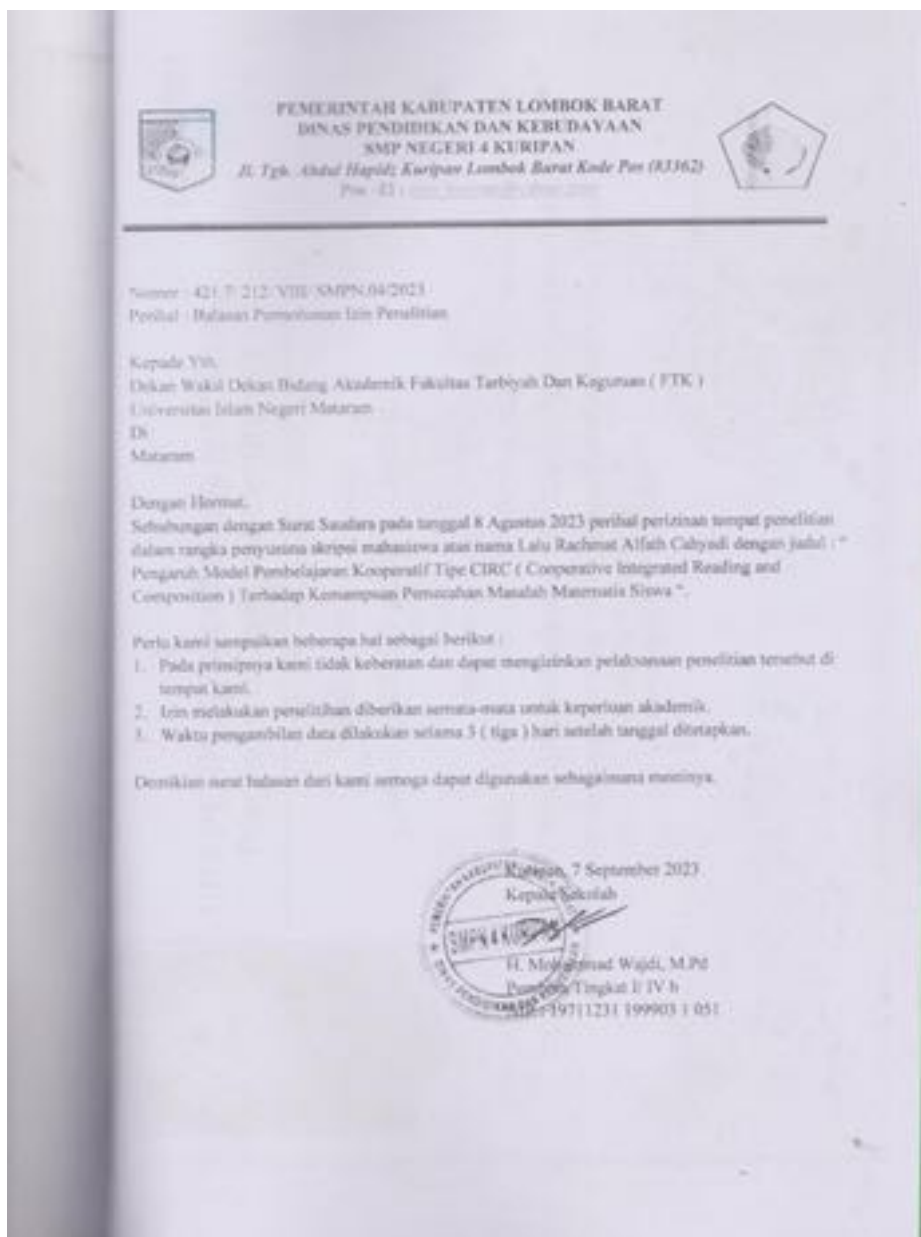 PEMERINTAH KABUPATEN LOMBOK BARAT
DINAS PENDIDIKAN DAN KEBUDAYAAN
SMP NEGERI 4 KURIPAN
Jl. Tgh. Abdul Hapidz Kuripan Lombok Barat Kode Pos (83362)
Nomor : 421.7/ 212/ VIII/ SMPN.04/2023
Perihal : Balasan Permohonan Izin Penelitian
Kepada Yth.
Dekan Wakil Dekan Bidang Akademik Fakultas Tarbiyah Dan Keguruan ( FTK )
Universitas Islam Negeri Mataram
Di
Mataram
Dengan Hormat,
Sehubungan dengan Surat Saudara pada tanggal 8 Agustus 2023 perihal perizinan tempat penelitian
dalam rangka penyusuna skripsi mahasiswa atas nama Lalu Rachmat Alfath Cahyadi dengan judul : "
Pengaruh Model Pembelajaran Kooperatif Tipe CIRC ( Cooperative Integrated Reading and
Composition ) Terhadap Kemampuan Pemecahan Masalah Matematis Siswa ".
Perlu kami sampaikan beberapa hal sebagai berikut :
1. Pada prinsipnya kami tidak keberatan dan dapat mengizinkan pelaksanaan penelitian tersebut di
tempat kami.
2. Izin melakukan penelitihan diberikan semata-mata untuk keperluan akademik.
3. Waktu pengambilan data dilakukan selama 3 ( tiga ) hari setelah tanggal ditetapkan.
Demikian surat balasan dari kami semoga dapat digunakan sebagaimana mestinya.
Kuripan, 7 September 2023
Kepala Sekolah
SMPN 4 KURIPAN
H. Mohammad Wajdi, M.Pd
Pembina Tingkat I/ IV b
19711231 199903 1 051